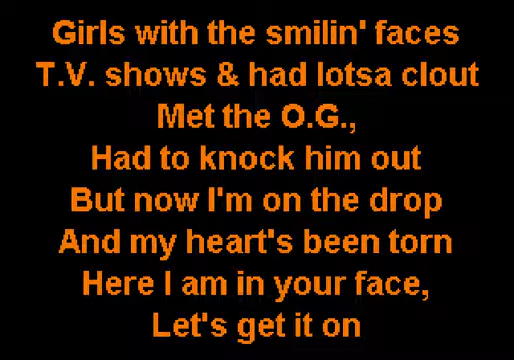 Girls with the smilin' faces
T.V. shows & had lotsa clout
Met the O.G.,
Had to knock him out
But now I'm on the drop
And my heart's been torn
Here I am in your face,
Let's get it on